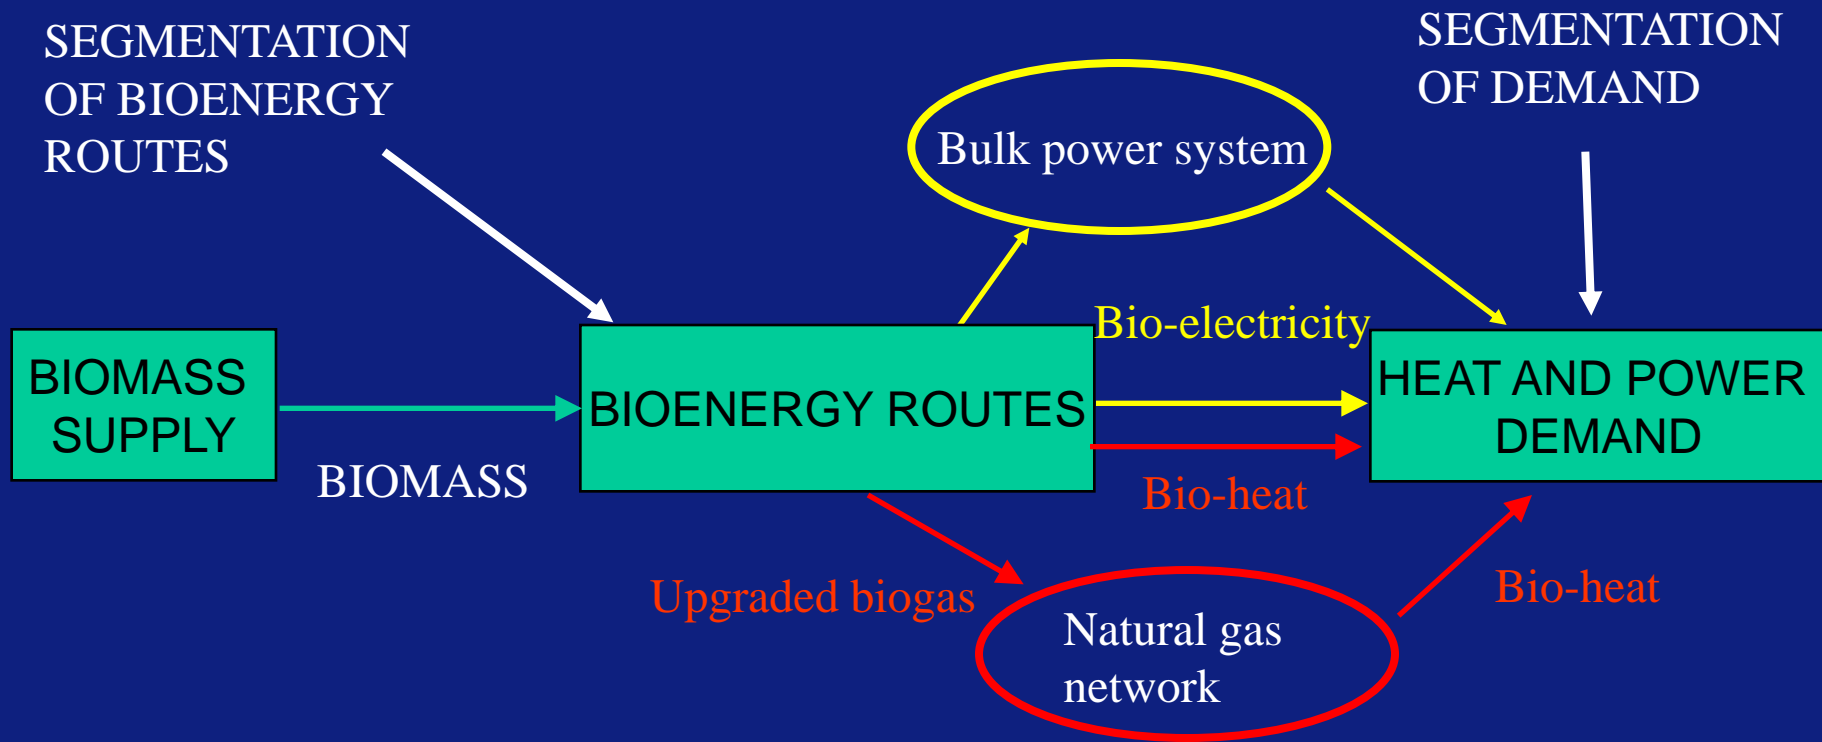 SEGMENTATION
OF BIOENERGY
ROUTES
SEGMENTATION
OF DEMAND
Bulk power system
Bio-electricity
BIOMASS
SUPPLY
BIOMASS
BIOENERGY ROUTES
HEAT AND POWER
DEMAND
Bio-heat
Upgraded biogas
Natural gas
network
Bio-heat